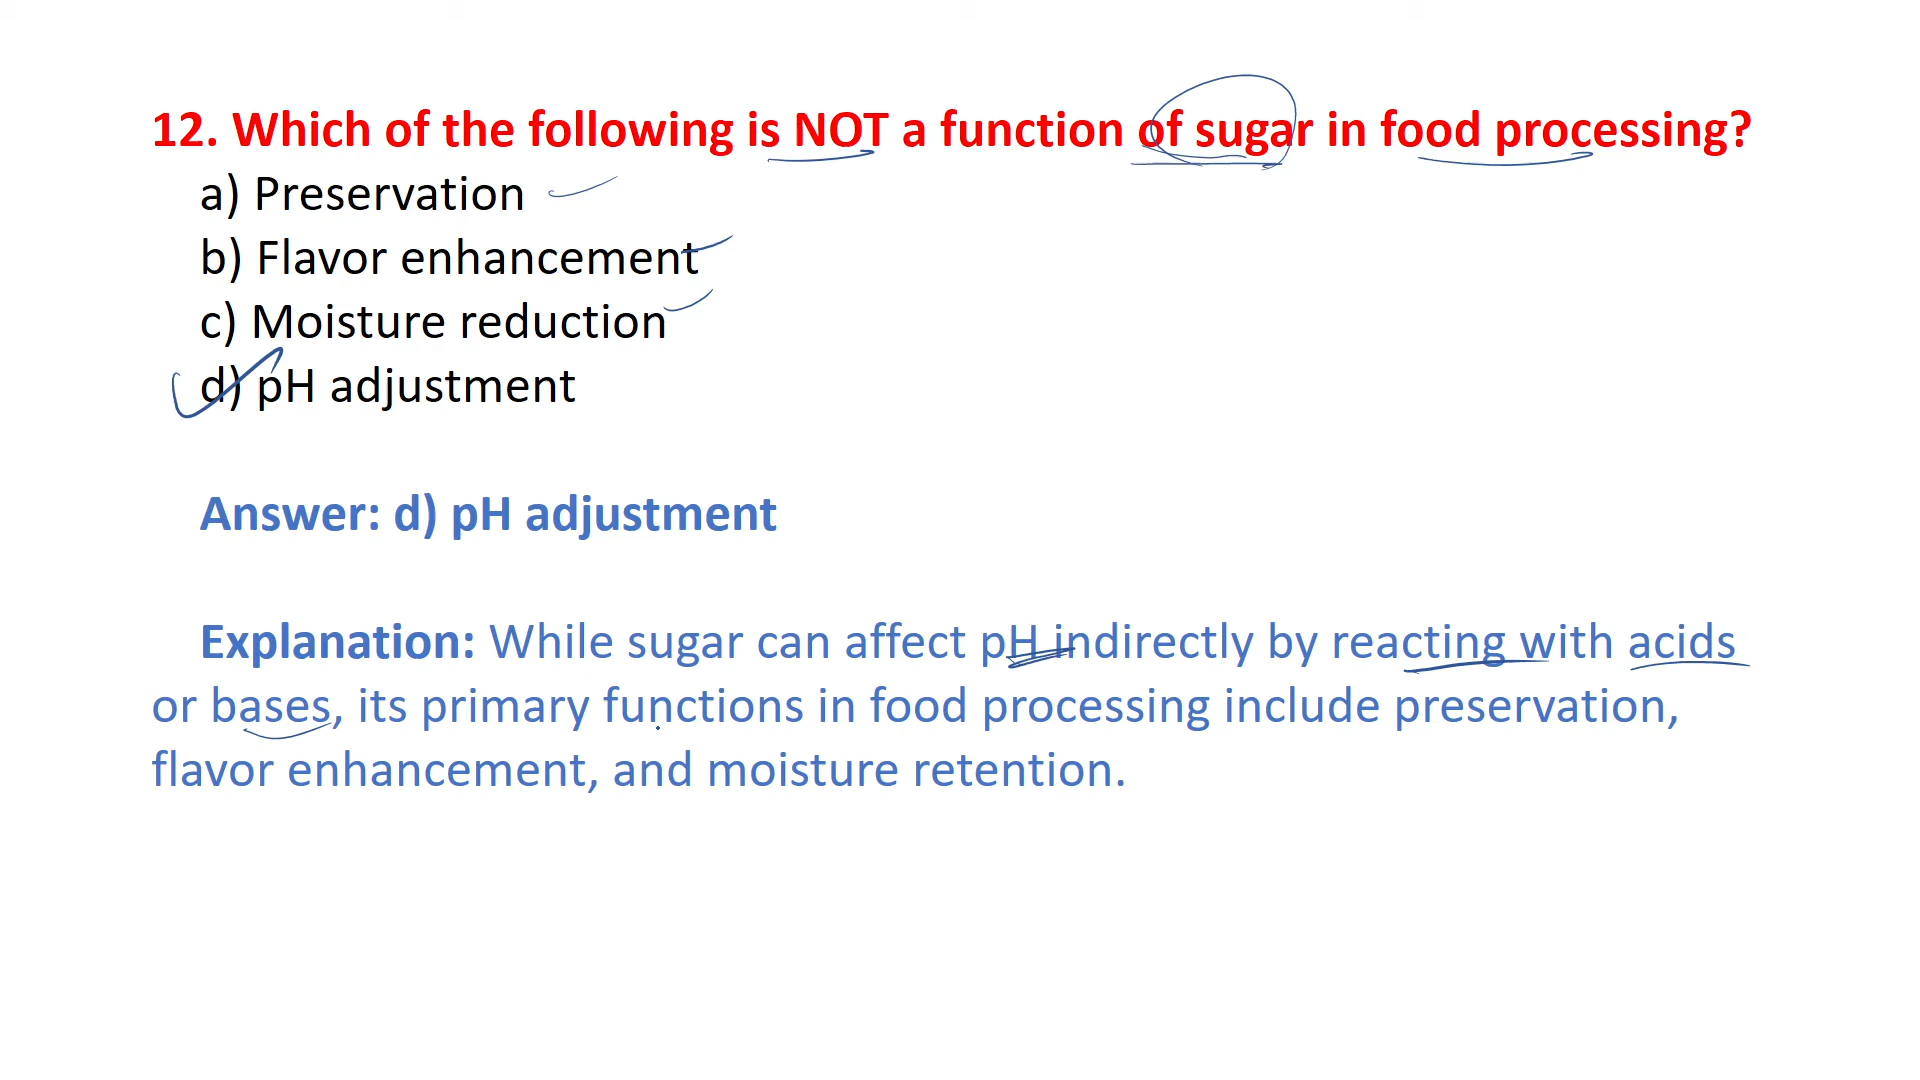 12. Which of the following is NOT a function of sugar in food processing?
a) Preservation
b) Flavor enhancement
c) Moisture reduction
d) pH adjustment
Answer: d) pH adjustment
Explanation: While sugar can affect pH indirectly by reacting with acids
or bases, its primary functions in food processing include preservation,
flavor enhancement, and moisture retention.